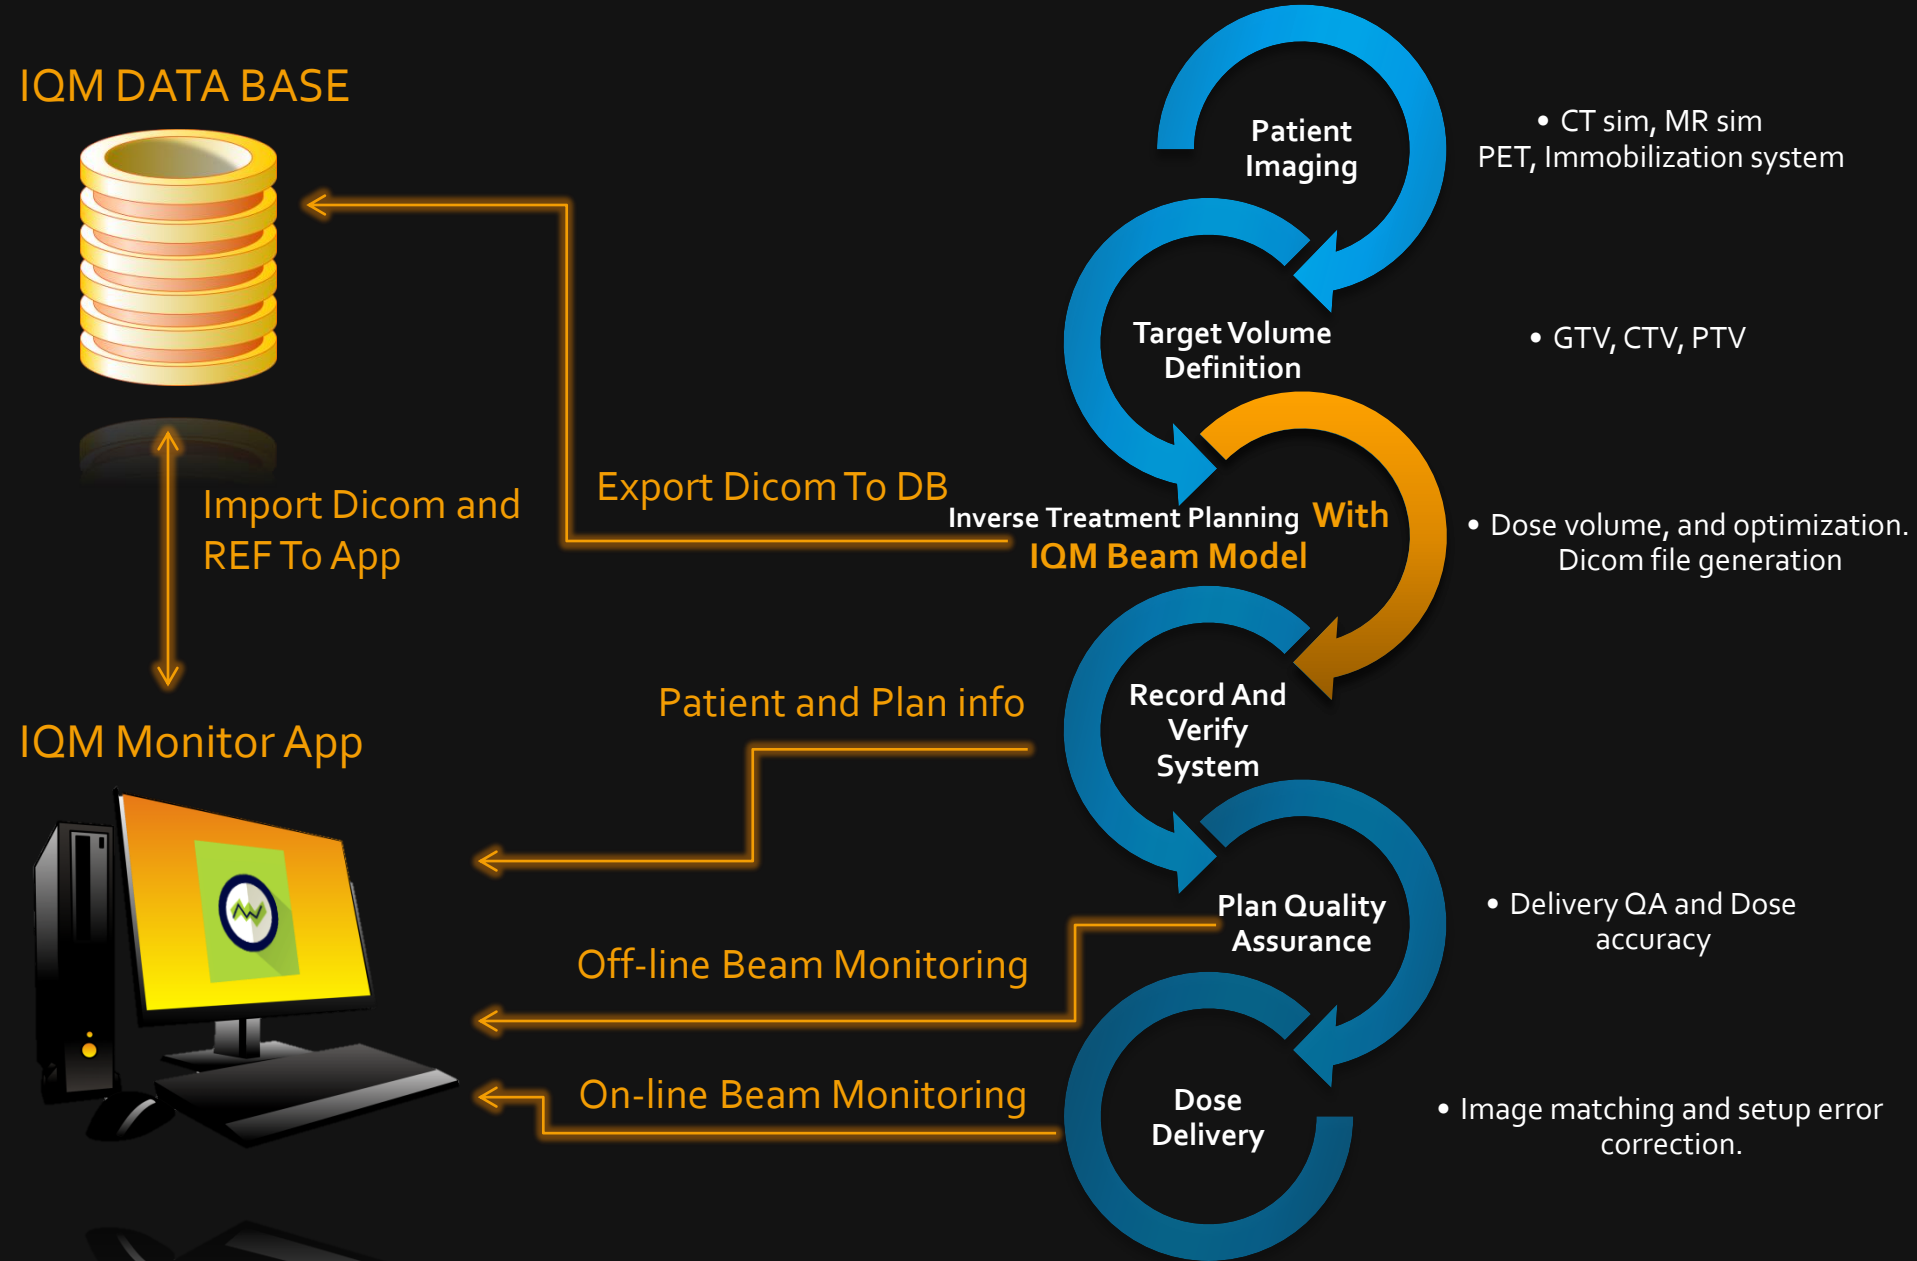 IQM DATA BASE
Import Dicom and
REF To App
IQM Monitor App
Export Dicom To DB
Patient and Plan info
Off-line Beam Monitoring
On-line Beam Monitoring
Patient
Imaging
• CT sim, MR sim
PET, Immobilization system
Target Volume
Definition
• GTV, CTV, PTV
Inverse Treatment Planning With
IQM Beam Model
• Dose volume, and optimization.
Dicom file generation
Record And
Verify
System
Plan Quality
Assurance
• Delivery QA and Dose
accuracy
Dose
Delivery
• Image matching and setup error
correction.